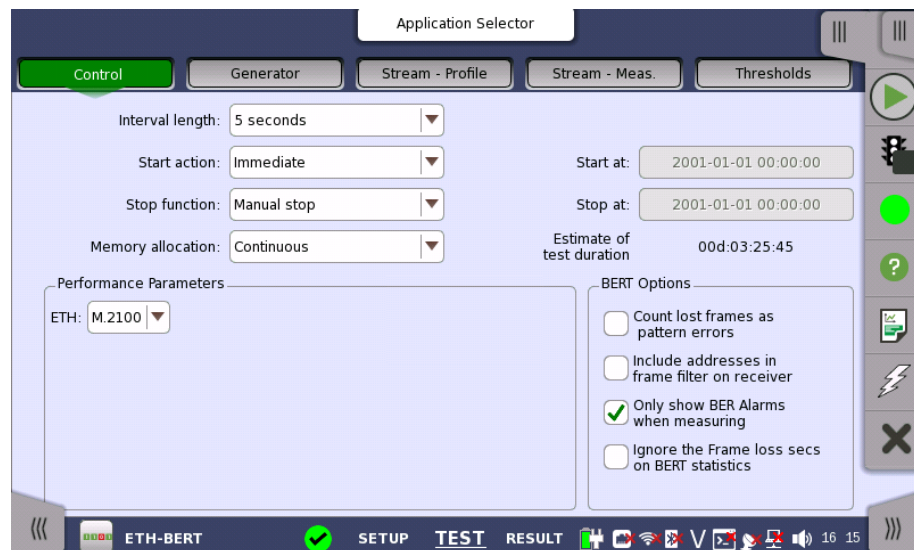 Application Selector
Control
Generator
Stream - Profile
Stream - Meas.
Thresholds
Interval length: 5 seconds
Start action: Immediate
Start at: 2001-01-01 00:00:00
Stop function: Manual stop
Stop at: 2001-01-01 00:00:00
Memory allocation: Continuous
Estimate of
test duration
00d:03:25:45
Performance Parameters
ETH: M.2100
BERT Options
Count lost frames as
pattern errors
Include addresses in
frame filter on receiver
Only show BER Alarms
when measuring
Ignore the Frame loss secs
on BERT statistics
ETH-BERT
SETUP TEST RESULT
V
16 15